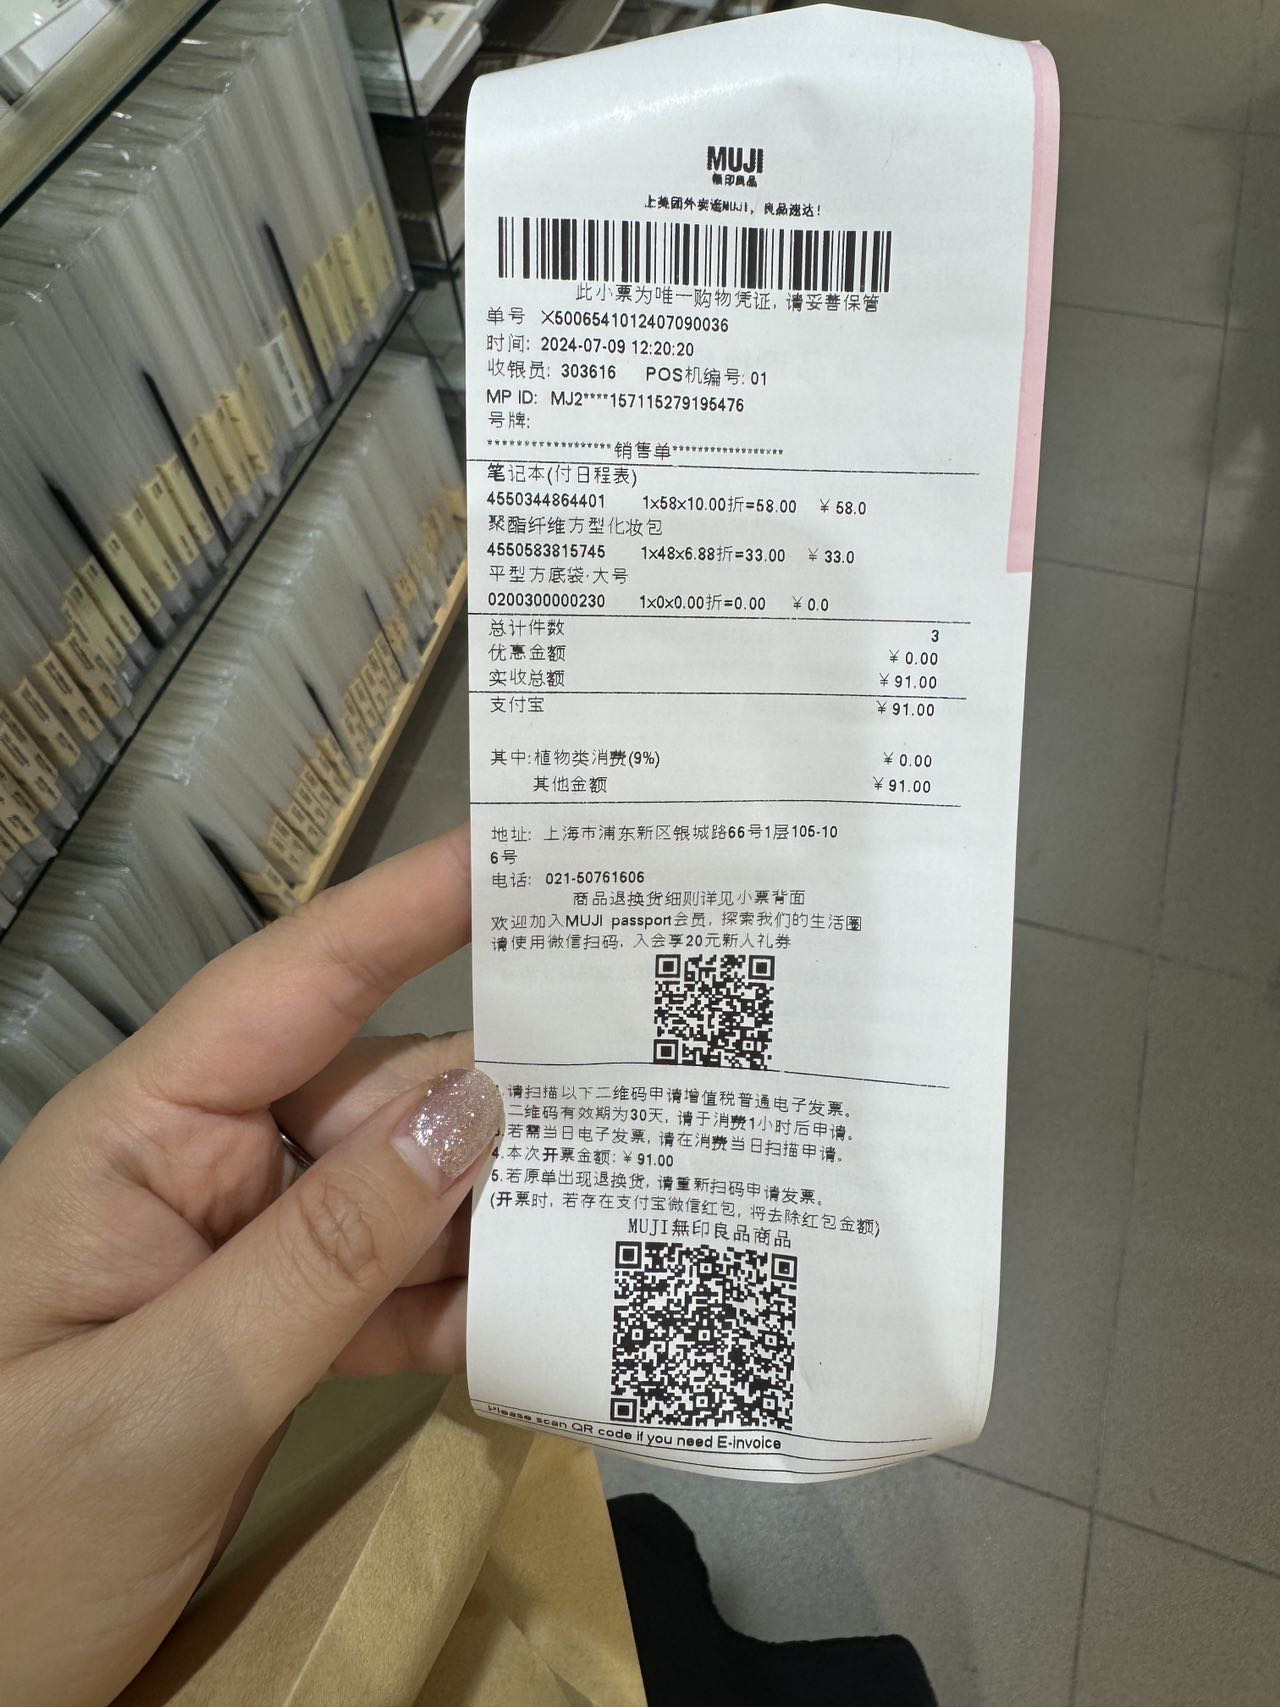 MUJI
無印良品
上美团外卖逛MUJI，良品速达！
此小票为唯一购物凭证，请妥善保管
单号 X5006541012407090036
时间: 2024-07-09 12:20:20
收银员: 303616 POS机编号: 01
MP ID: MJ2****157115279195476
号牌:
******************销售单****************
笔记本(付日程表)
4550344864401 1x58x10.00折=58.00 ￥58.0
聚酯纤维方型化妆包
4550583815745 1x48x6.88折=33.00 ￥33.0
平型方底袋·大号
0200300000230 1x0x0.00折=0.00 ￥0.0
总计件数 3
优惠金额 ￥0.00
实收总额 ￥91.00
支付宝 ￥91.00
其中:植物类消费(9%) ￥0.00
其他金额 ￥91.00
地址: 上海市浦东新区银城路66号1层105-10
6号
电话: 021-50761606
商品退换货细则详见小票背面
欢迎加入MUJI passport会员，探索我们的生活圈
请使用微信扫码，入会享20元新人礼券
请扫描以下二维码申请增值税普通电子发票。
二维码有效期为30天，请于消费1小时后申请。
若需当日电子发票，请在消费当日扫描申请。
4.本次开票金额:￥91.00
5.若原单出现退换货，请重新扫码申请发票。
(开票时，若存在支付宝微信红包，将去除红包金额)
MUJI無印良品商品
Please scan QR code if you need E-invoice